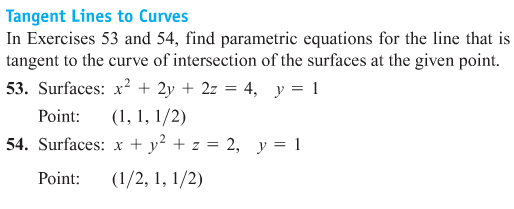 Tangent Lines to Curves
In Exercises 53 and 54, find parametric equations for the line that is
tangent to the curve of intersection of the surfaces at the given point.
53. Surfaces: x² + 2y + 2z = 4, y = 1
Point: (1, 1, 1/2)
54. Surfaces: x + y² + z = 2, y = 1
Point: (1/2, 1, 1/2)